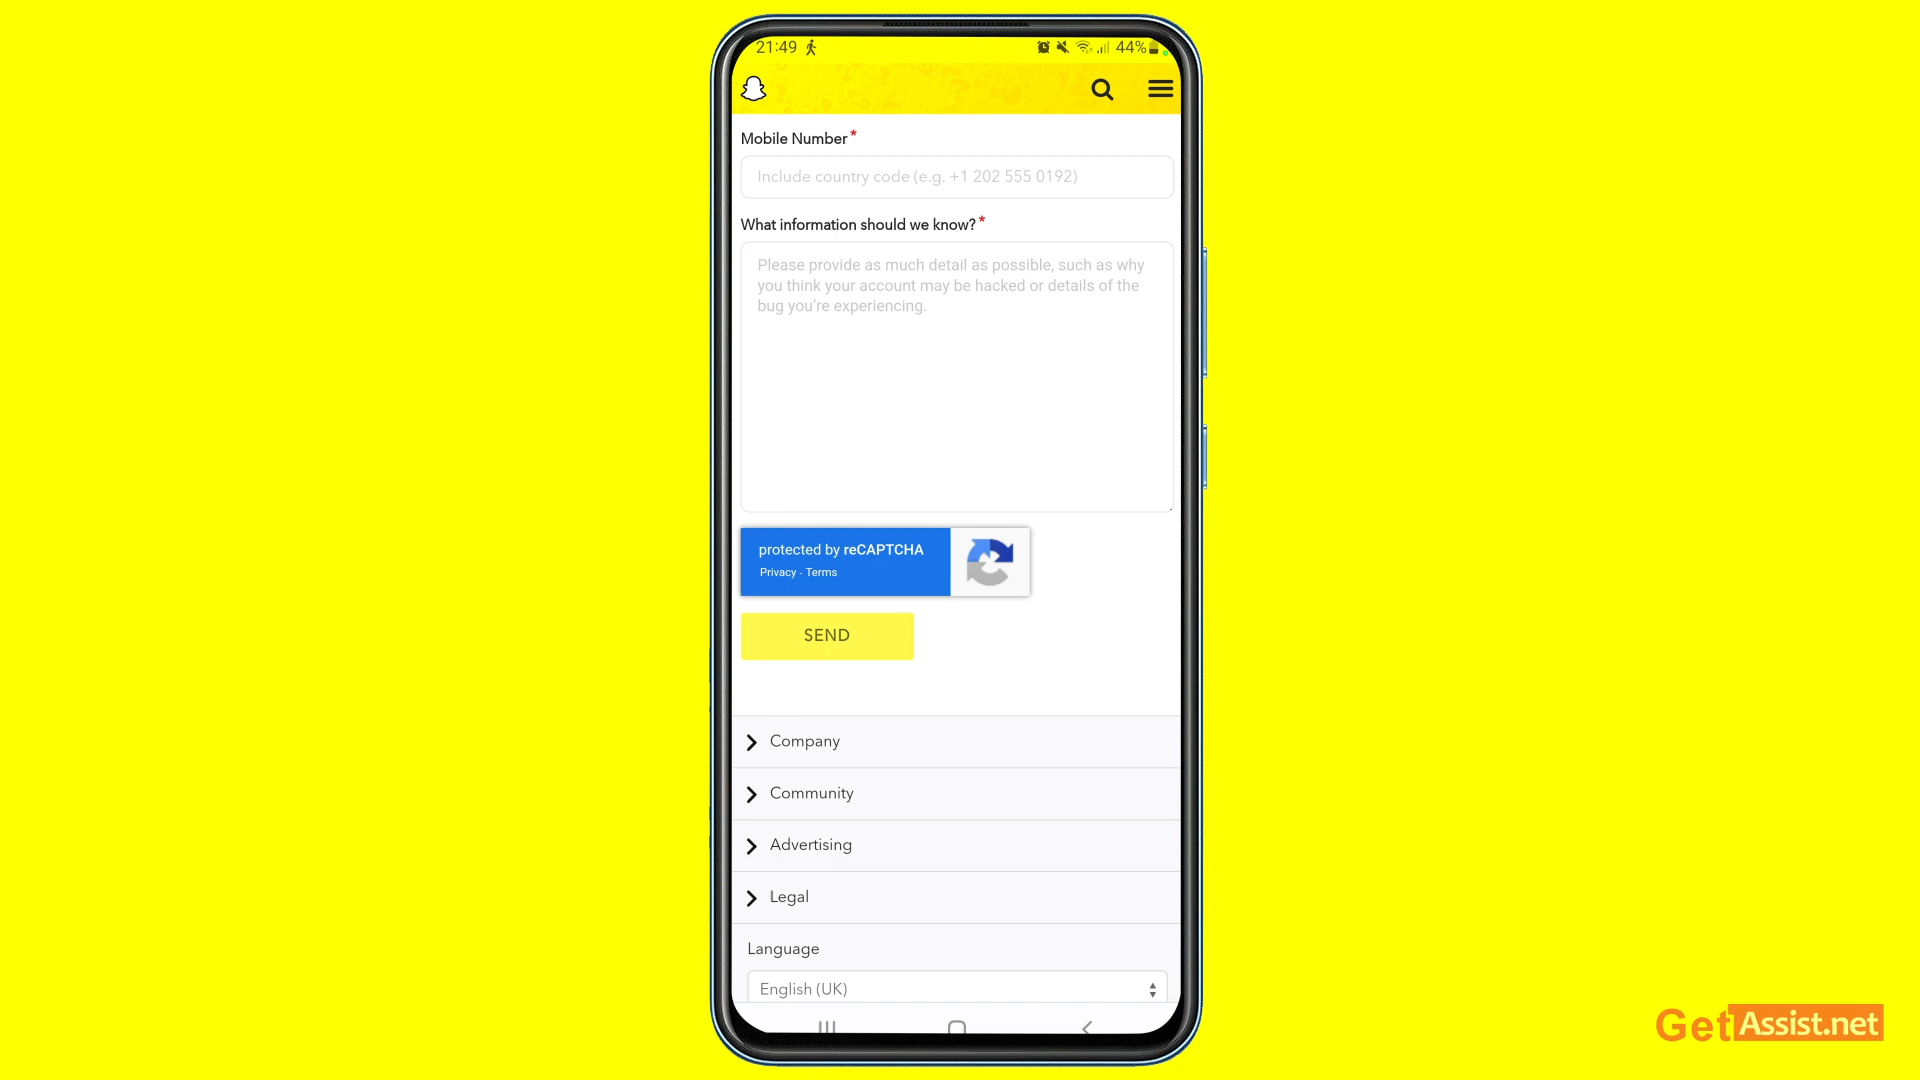 21:49 44%
Mobile Number*
Include country code (e.g. +1 202 555 0192)
What information should we know?*
Please provide as much detail as possible, such as why
you think your account may be hacked or details of the
bug you're experiencing.
protected by reCAPTCHA
Privacy - Terms
SEND
Company
Community
Advertising
Legal
Language
English (UK)
GetAssist.net